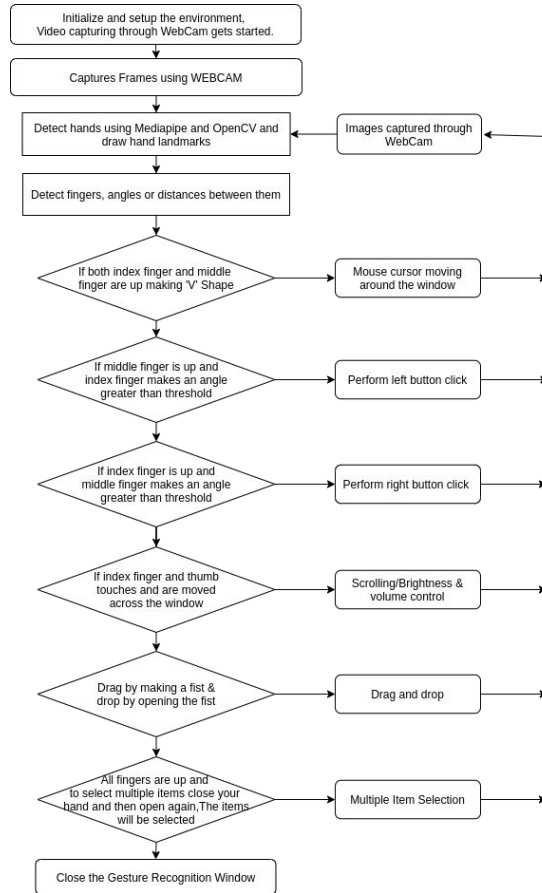 Initialize and setup the environment,
Video capturing through WebCam gets started.
Captures Frames using WEBCAM
Detect hands using Mediapipe and OpenCV and
draw hand landmarks
Images captured through
WebCam
Detect fingers, angles or distances between them
If both index finger and middle
finger are up making 'V' Shape
Mouse cursor moving
around the window
If middle finger is up and
index finger makes an angle
greater than threshold
Perform left button click
If index finger is up and
middle finger makes an angle
greater than threshold
Perform right button click
If index finger and thumb
touches and are moved
across the window
Scrolling/Brightness &
volume control
Drag by making a fist &
drop by opening the fist
Drag and drop
All fingers are up and
to select multiple items close your
hand and then open again,The items
will be selected
Multiple Item Selection
Close the Gesture Recognition Window